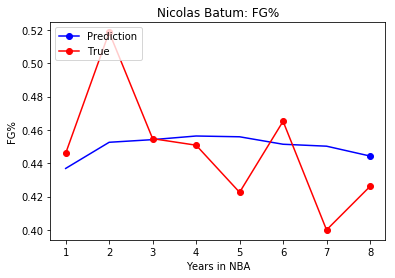 Nicolas Batum: FG%
Prediction
True
0.52
0.50
0.48
0.46
0.44
0.42
0.40
FG%
1 2 3 4 5 6 7 8
Years in NBA